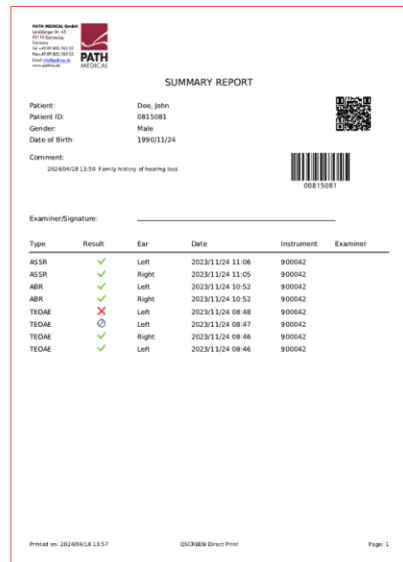 PATH MEDICAL GmbH
Germany
www.pathme.de
PATH
MEDICAL
SUMMARY REPORT
Patient: Doe, John
Patient ID: 0815081
Gender: Male
Date of Birth: 1990/11/24
Comment:
2024/04/18 13:50 Family history of hearing loss
00815081
Examiner/Signature:
Type Result Ear Date Instrument Examiner
ASSR Left 2023/11/24 11:06 900042
ASSR Right 2023/11/24 11:05 900042
ABR Left 2023/11/24 10:52 900042
ABR Right 2023/11/24 10:52 900042
TEOAE Left 2023/11/24 08:48 900042
TEOAE Left 2023/11/24 08:47 900042
TEOAE Right 2023/11/24 08:46 900042
TEOAE Left 2023/11/24 08:46 900042
Printed on: 2024/04/18 13:57 QSCREEN Direct Print Page: 1